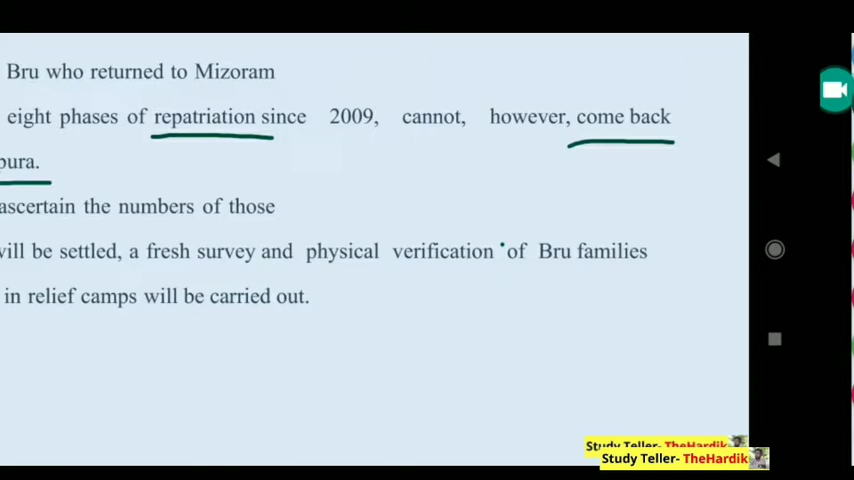 Bru who returned to Mizoram
eight phases of repatriation since 2009, cannot, however, come back
pura.
ascertain the numbers of those
will be settled, a fresh survey and physical verification of Bru families
in relief camps will be carried out.
Study Teller- TheHardik
Study Teller- TheHardik